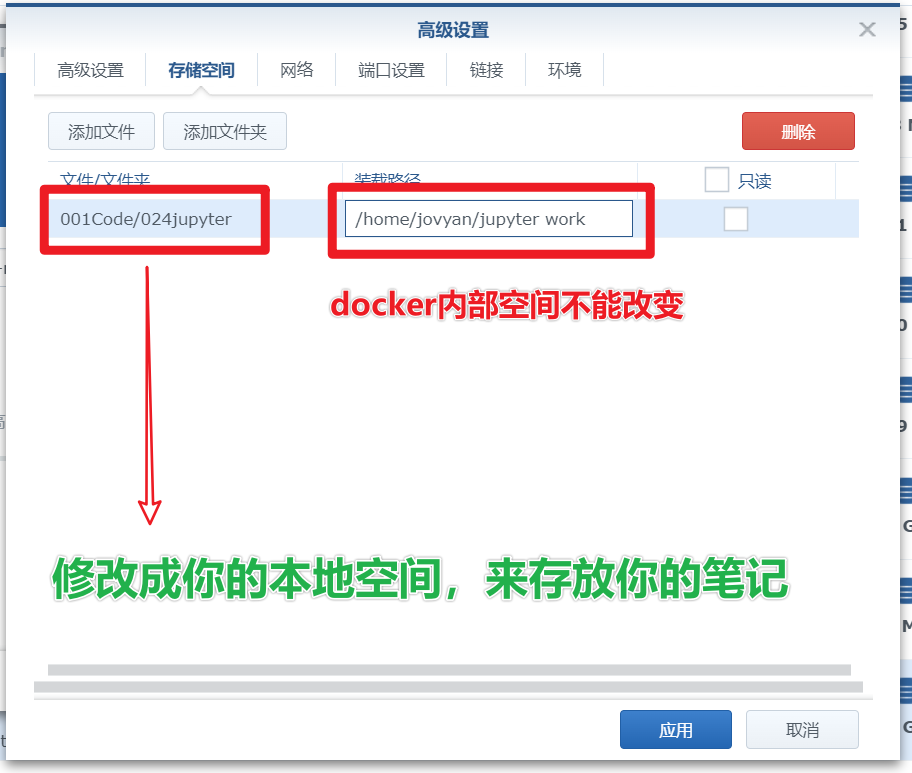 高级设置
高级设置 存储空间 网络 端口设置 链接 环境
添加文件 添加文件夹 删除
文件/文件夹 装载路径 只读
001Code/024jupyter /home/jovyan/jupyter work
docker内部空间不能改变
修改成你的本地空间，来存放你的笔记
应用 取消